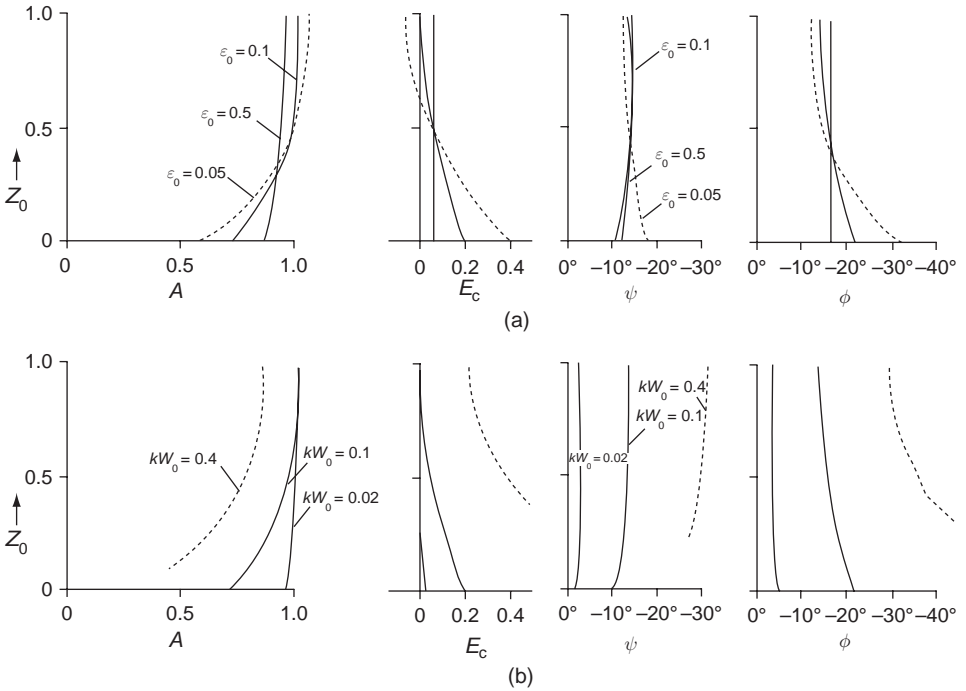 1.0
0.5
0
Z₀
ε₀ = 0.1
ε₀ = 0.5
ε₀ = 0.05
0 0.5 1.0
A
0 0.2 0.4
E_c
ε₀ = 0.1
ε₀ = 0.5
ε₀ = 0.05
0° –10° –20° –30°
ψ
0° –10° –20° –30° –40°
ϕ
(a)
1.0
0.5
0
Z₀
kW₀ = 0.4
kW₀ = 0.1
kW₀ = 0.02
0 0.5 1.0
A
0 0.2 0.4
E_c
kW₀ = 0.4
kW₀ = 0.1
kW₀ = 0.02
0° –10° –20° –30°
ψ
0° –10° –20° –30° –40°
ϕ
(b)